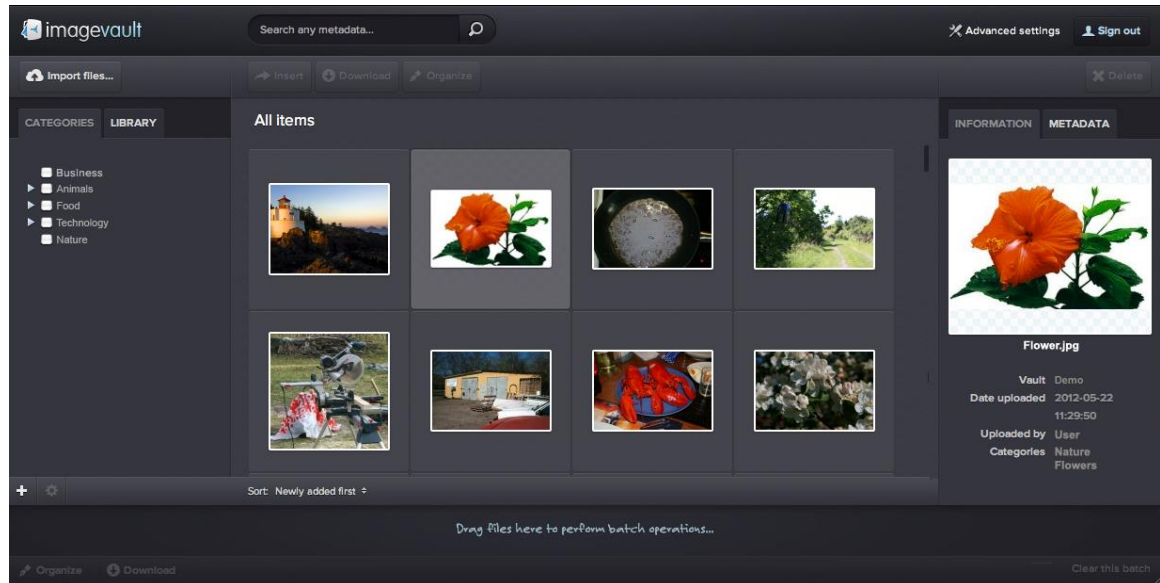 imagevault
Search any metadata...
Advanced settings
Sign out
Import files...
Insert
Download
Organize
Delete
CATEGORIES
LIBRARY
Business
Animals
Food
Technology
Nature
All items
INFORMATION
METADATA
Flower.jpg
Vault Demo
Date uploaded 2012-05-22
11:29:50
Uploaded by User
Categories Nature
Flowers
Sort: Newly added first
Drag files here to perform batch operations...
Organize
Download
Clear this batch